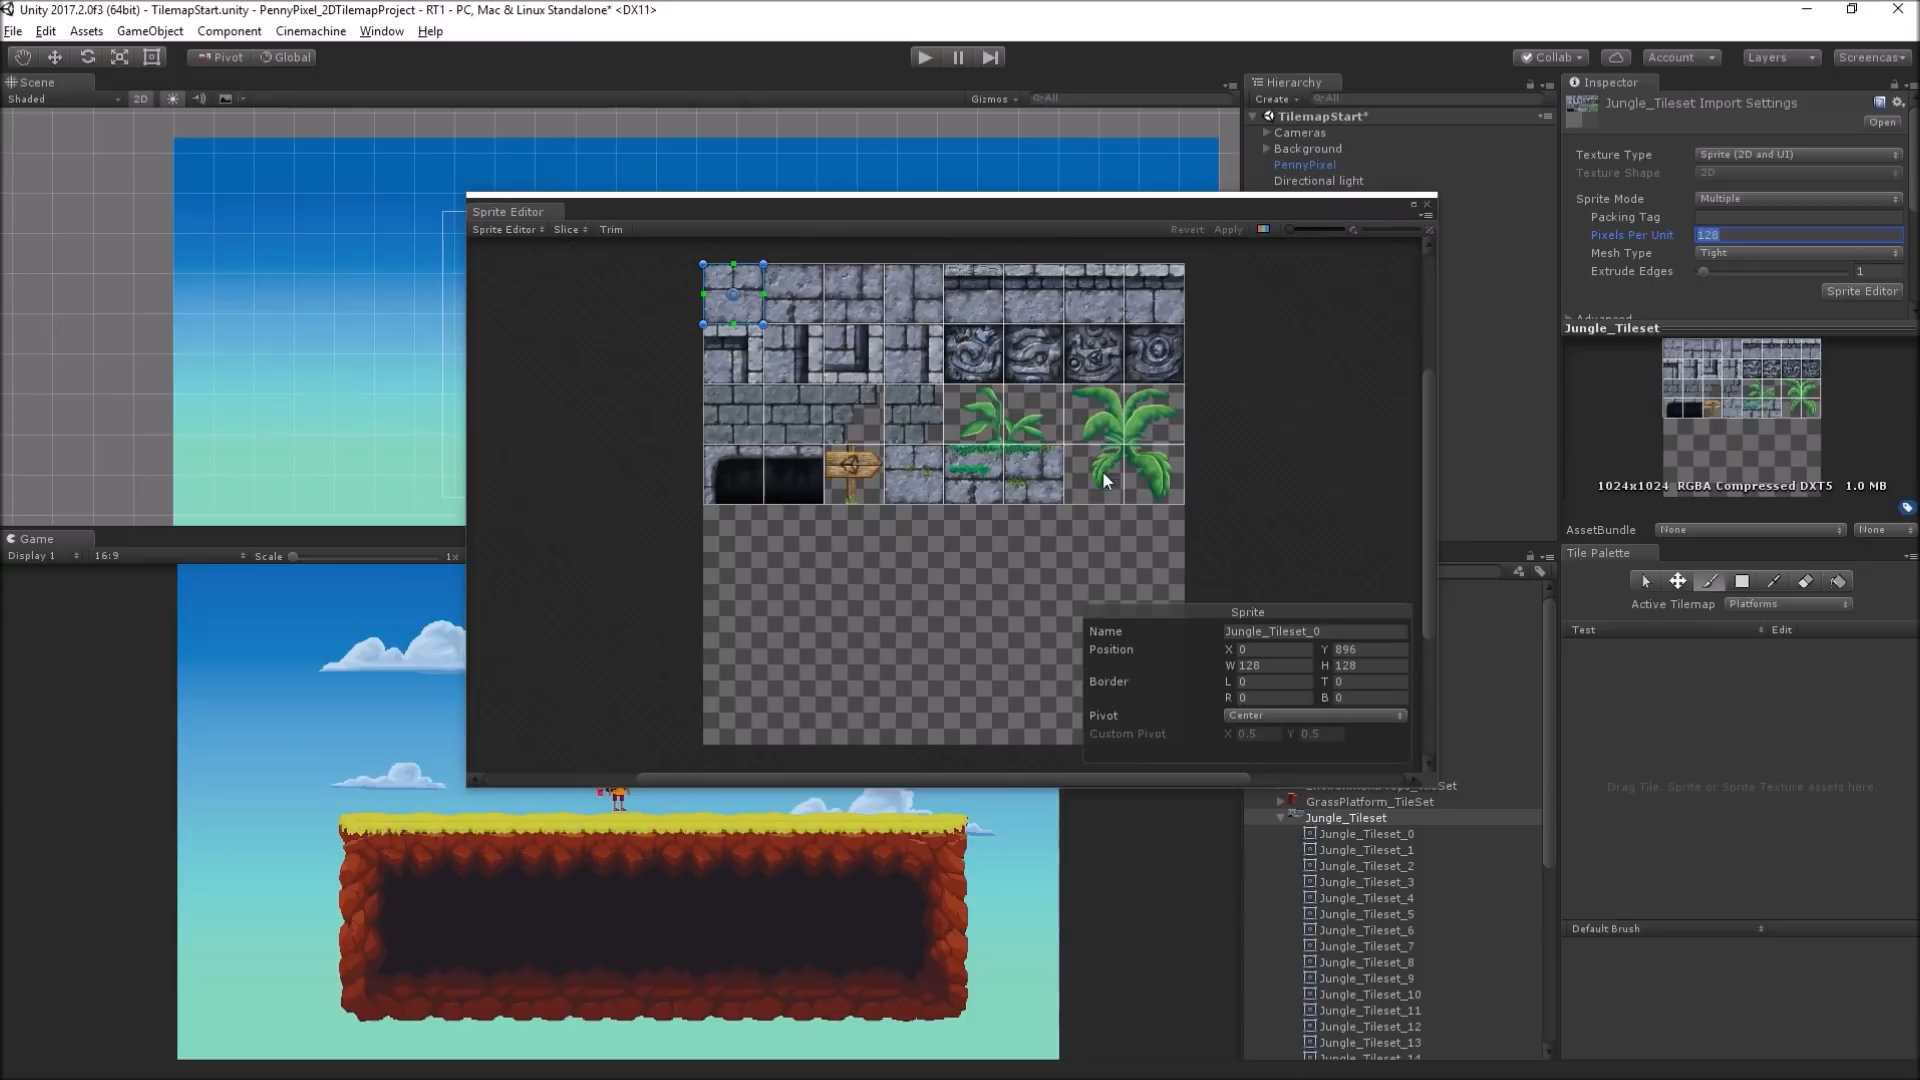 Unity 2017.2.0f3 (64bit) - TilemapStart.unity - PennyPixel_2DTilemapProject - RT1 - PC, Mac & Linux Standalone* <DX11>
File Edit Assets GameObject Component Cinemachine Window Help
Pivot Global Collab Account Layers Screencas
Scene
Shaded 2D Gizmos All
Hierarchy
Create All
TilemapStart*
Cameras
Background
PennyPixel
Directional light
Inspector
Jungle_Tileset Import Settings
Open
Texture Type Sprite (2D and UI)
Texture Shape 2D
Sprite Mode Multiple
Packing Tag
Pixels Per Unit 128
Mesh Type Tight
Extrude Edges 1
Sprite Editor
Advanced
Jungle_Tileset
1024x1024 RGBA Compressed DXT5 1.0 MB
AssetBundle None None
Sprite Editor
Sprite Editor Slice Trim Revert Apply
Sprite
Name Jungle_Tileset_0
Position X 0 Y 896
W 128 H 128
Border L 0 T 0
R 0 B 0
Pivot Center
Custom Pivot X 0.5 Y 0.5
Game
Display 1 16:9 Scale 1x
GrassPlatform_TileSet
Jungle_Tileset
Jungle_Tileset_0
Jungle_Tileset_1
Jungle_Tileset_2
Jungle_Tileset_3
Jungle_Tileset_4
Jungle_Tileset_5
Jungle_Tileset_6
Jungle_Tileset_7
Jungle_Tileset_8
Jungle_Tileset_9
Jungle_Tileset_10
Jungle_Tileset_11
Jungle_Tileset_12
Jungle_Tileset_13
Jungle_Tileset_14
Tile Palette
Active Tilemap Platforms
Test Edit
Drag Tile, Sprite or Sprite Texture assets here.
Default Brush